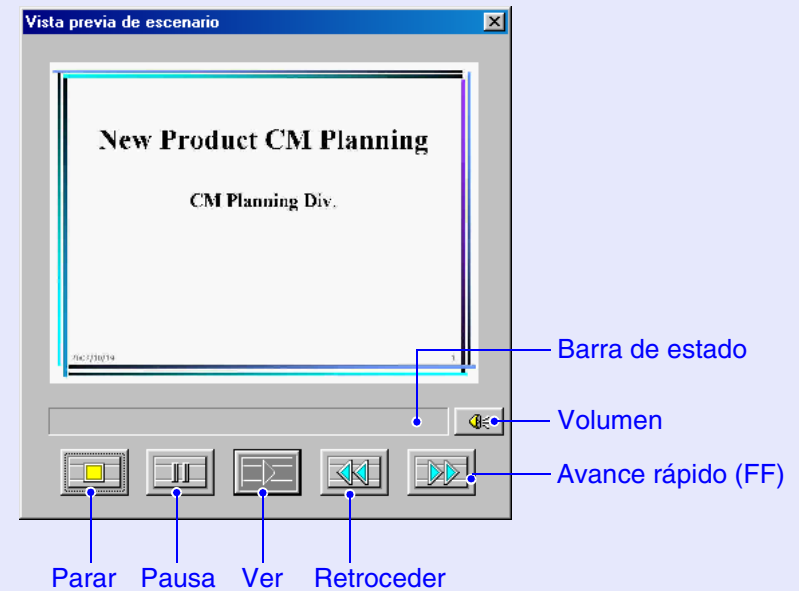 Vista previa de escenario
New Product CM Planning
CM Planning Div.
1
Barra de estado
Volumen
Avance rápido (FF)
Parar Pausa Ver Retroceder